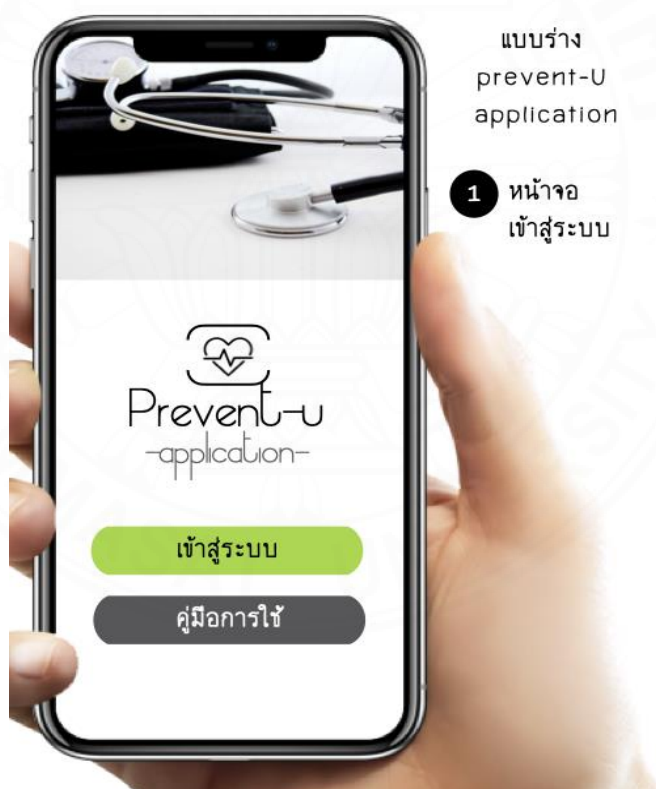 แบบร่าง
prevent-U
application
1 หน้าจอ
เข้าสู่ระบบ
Prevent-u
-application-
เข้าสู่ระบบ
คู่มือการใช้